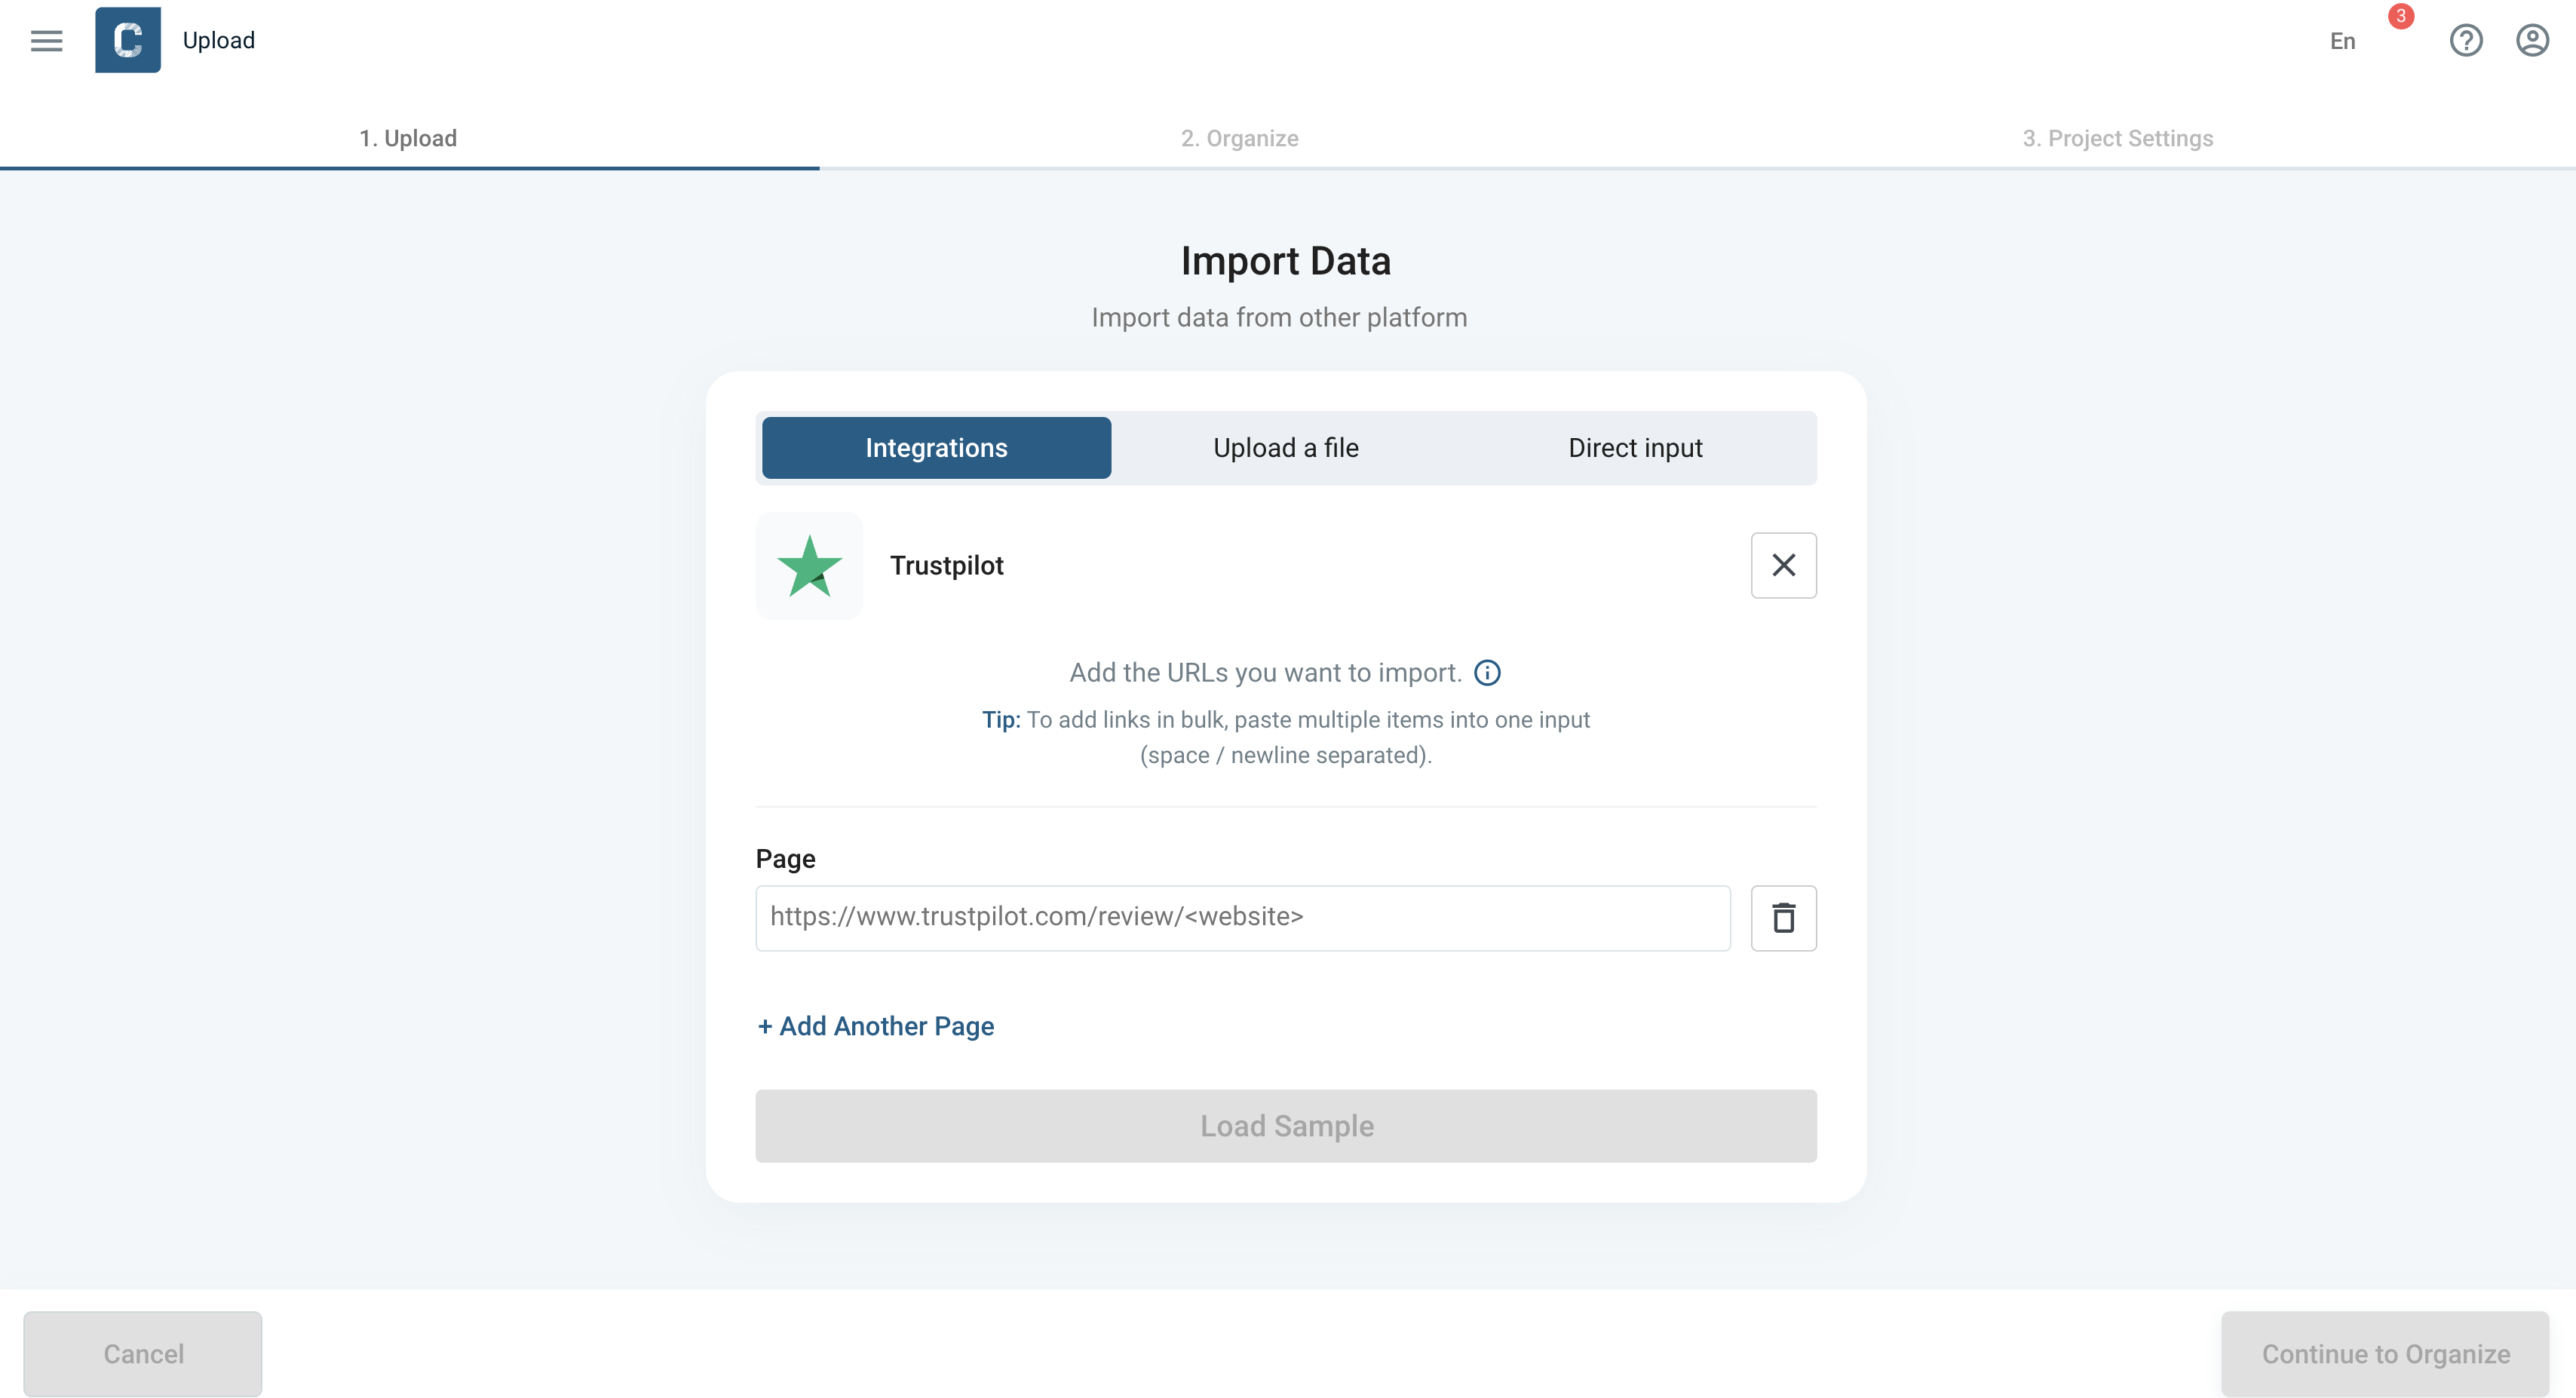 C
Upload
En
3
1. Upload
2. Organize
3. Project Settings
Import Data
Import data from other platform
Integrations
Upload a file
Direct input
Trustpilot
Add the URLs you want to import.
Tip: To add links in bulk, paste multiple items into one input
(space / newline separated).
Page
https://www.trustpilot.com/review/<website>
+ Add Another Page
Load Sample
Cancel
Continue to Organize